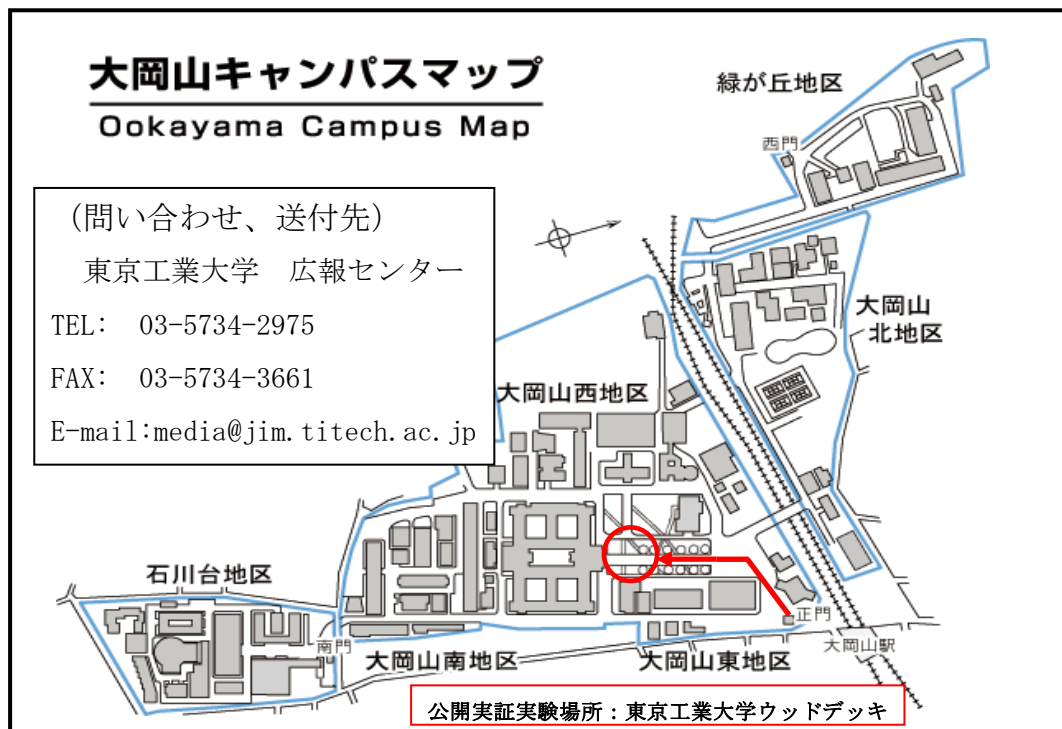 大岡山キャンパスマップ
Ookayama Campus Map
緑が丘地区
西門
(問い合わせ、送付先)
東京工業大学　広報センター
TEL:　03-5734-2975
FAX:　03-5734-3661
E-mail:media@jim.titech.ac.jp
大岡山
北地区
大岡山西地区
石川台地区
正門
南門
大岡山南地区
大岡山東地区
大岡山駅
公開実証実験場所：東京工業大学ウッドデッキ